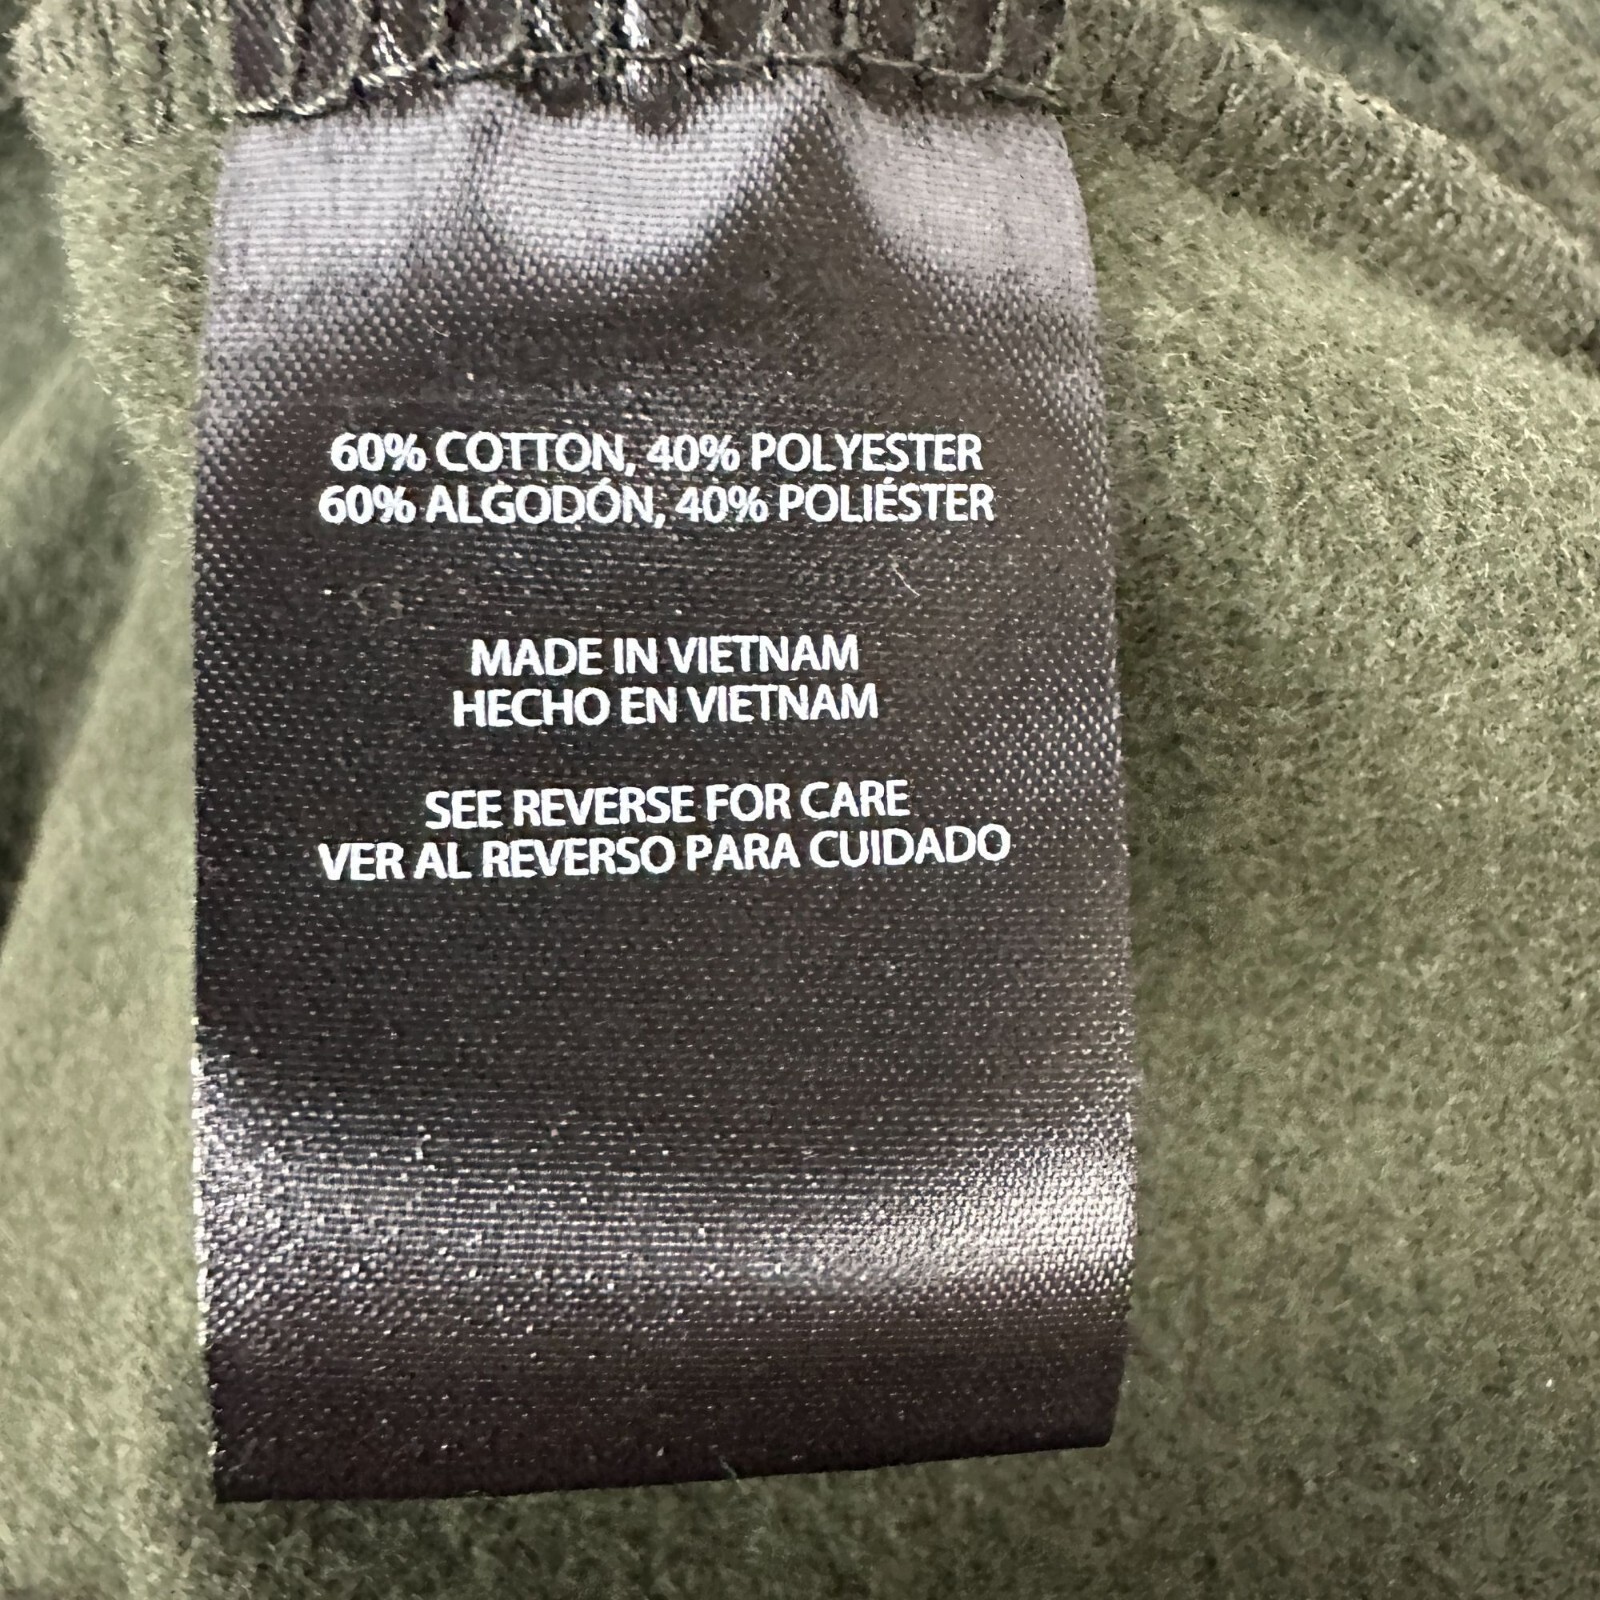 60% COTTON, 40% POLYESTER
60% ALGODÓN, 40% POLIÉSTER
MADE IN VIETNAM
HECHO EN VIETNAM
SEE REVERSE FOR CARE
VER AL REVERSO PARA CUIDADO